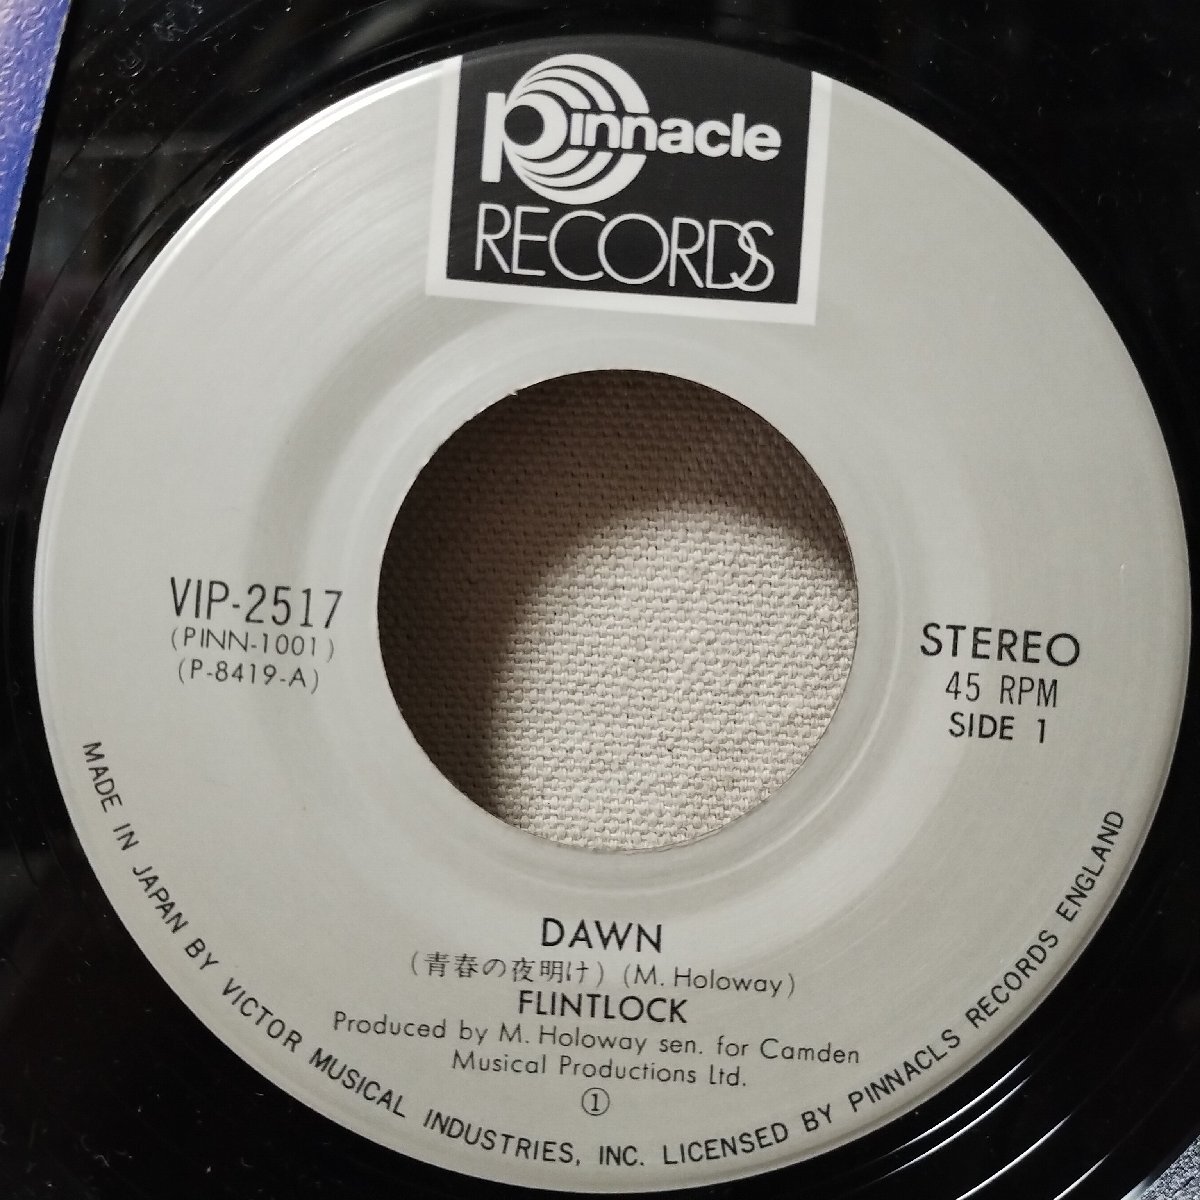 Pinnacle
RECORDS
VIP-2517
(PINN-1001)
(P-8419-A)
STEREO
45 RPM
SIDE 1
DAWN
(青春の夜明け) (M. Holoway)
FLINTLOCK
Produced by M. Holoway sen. for Camden
Musical Productions Ltd.
①
MADE IN JAPAN BY VICTOR MUSICAL INDUSTRIES, INC. LICENSED BY PINNACLS RECORDS ENGLAND